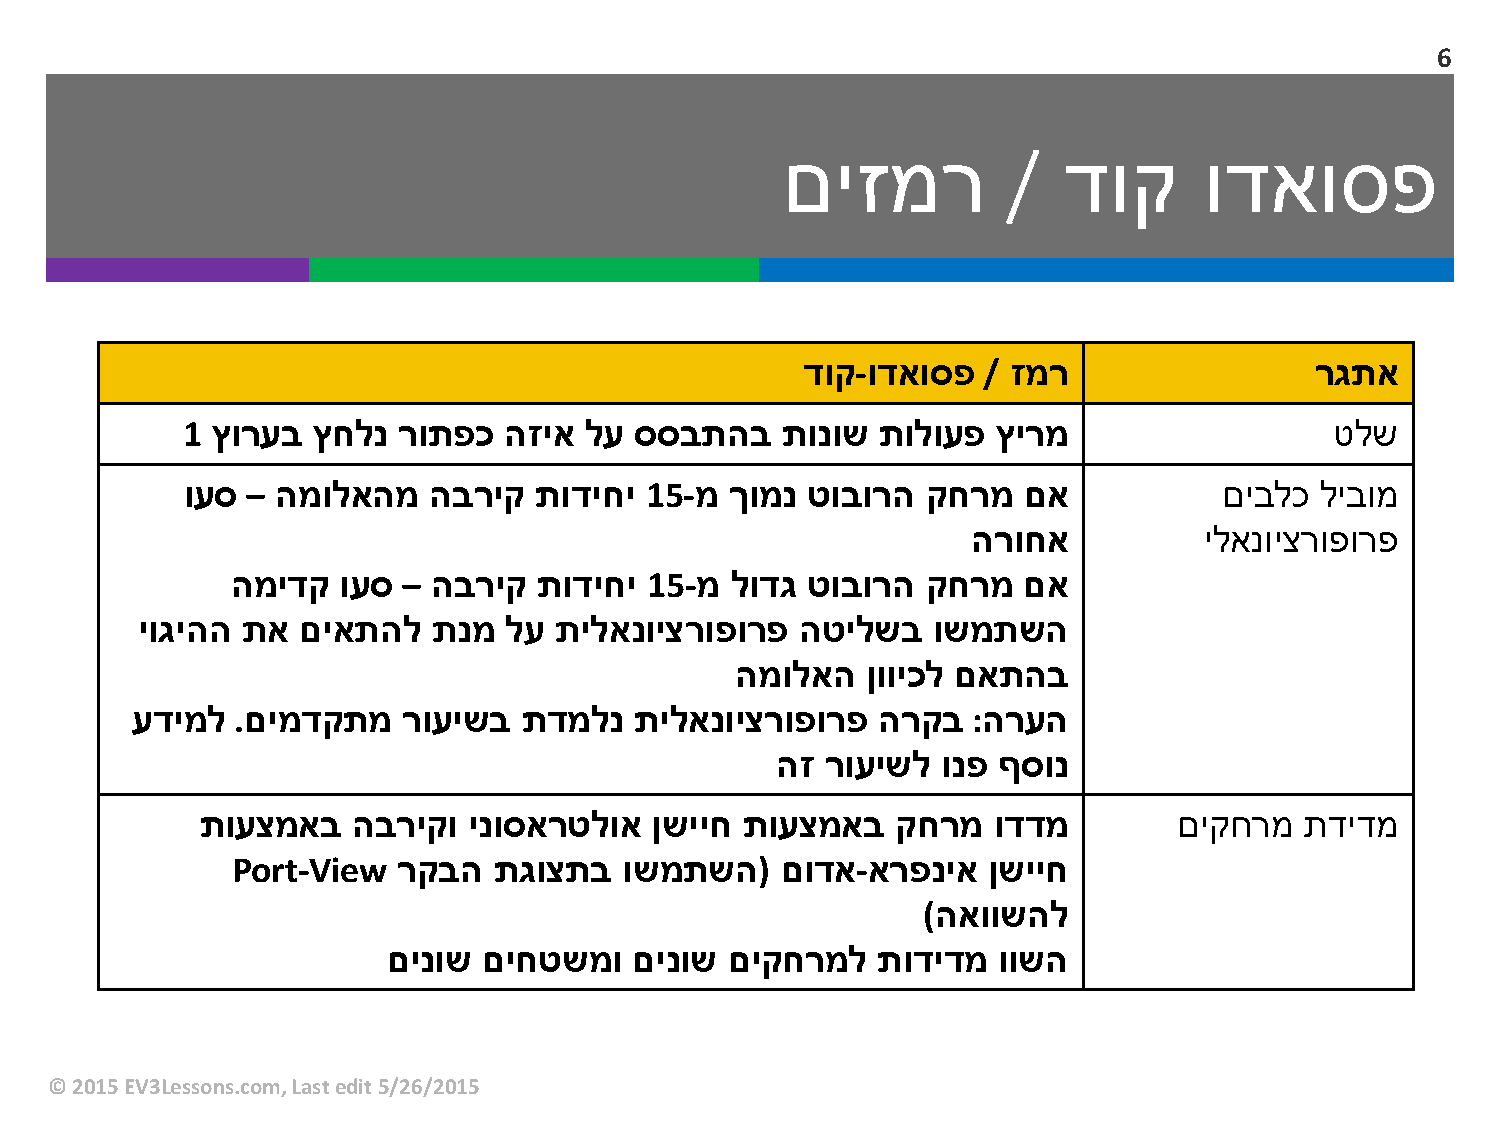 6
פסואדו קוד / רמזים
אתגר
רמז / פסואדו-קוד
שלט
מריץ פעולות שונות בהתבסס על איזה כפתור נלחץ בערוץ 1
מוביל כלבים
פרופורציונאלי
אם מרחק הרובוט נמוך מ-15 יחידות קירבה מהאלומה – סעו
אחורה
אם מרחק הרובוט גדול מ-15 יחידות קירבה – סעו קדימה
השתמשו בשליטה פרופורציונאלית על מנת להתאים את ההיגוי
בהתאם לכיוון האלומה
הערה: בקרה פרופורציונאלית נלמדת בשיעור מתקדמים. למידע
נוסף פנו לשיעור זה
מדידת מרחקים
מדדו מרחק באמצעות חיישן אולטראסוני וקירבה באמצעות
חיישן אינפרא-אדום (השתמשו בתצוגת הבקר Port-View
להשוואה)
השוו מדידות למרחקים שונים ומשטחים שונים
© 2015 EV3Lessons.com, Last edit 5/26/2015